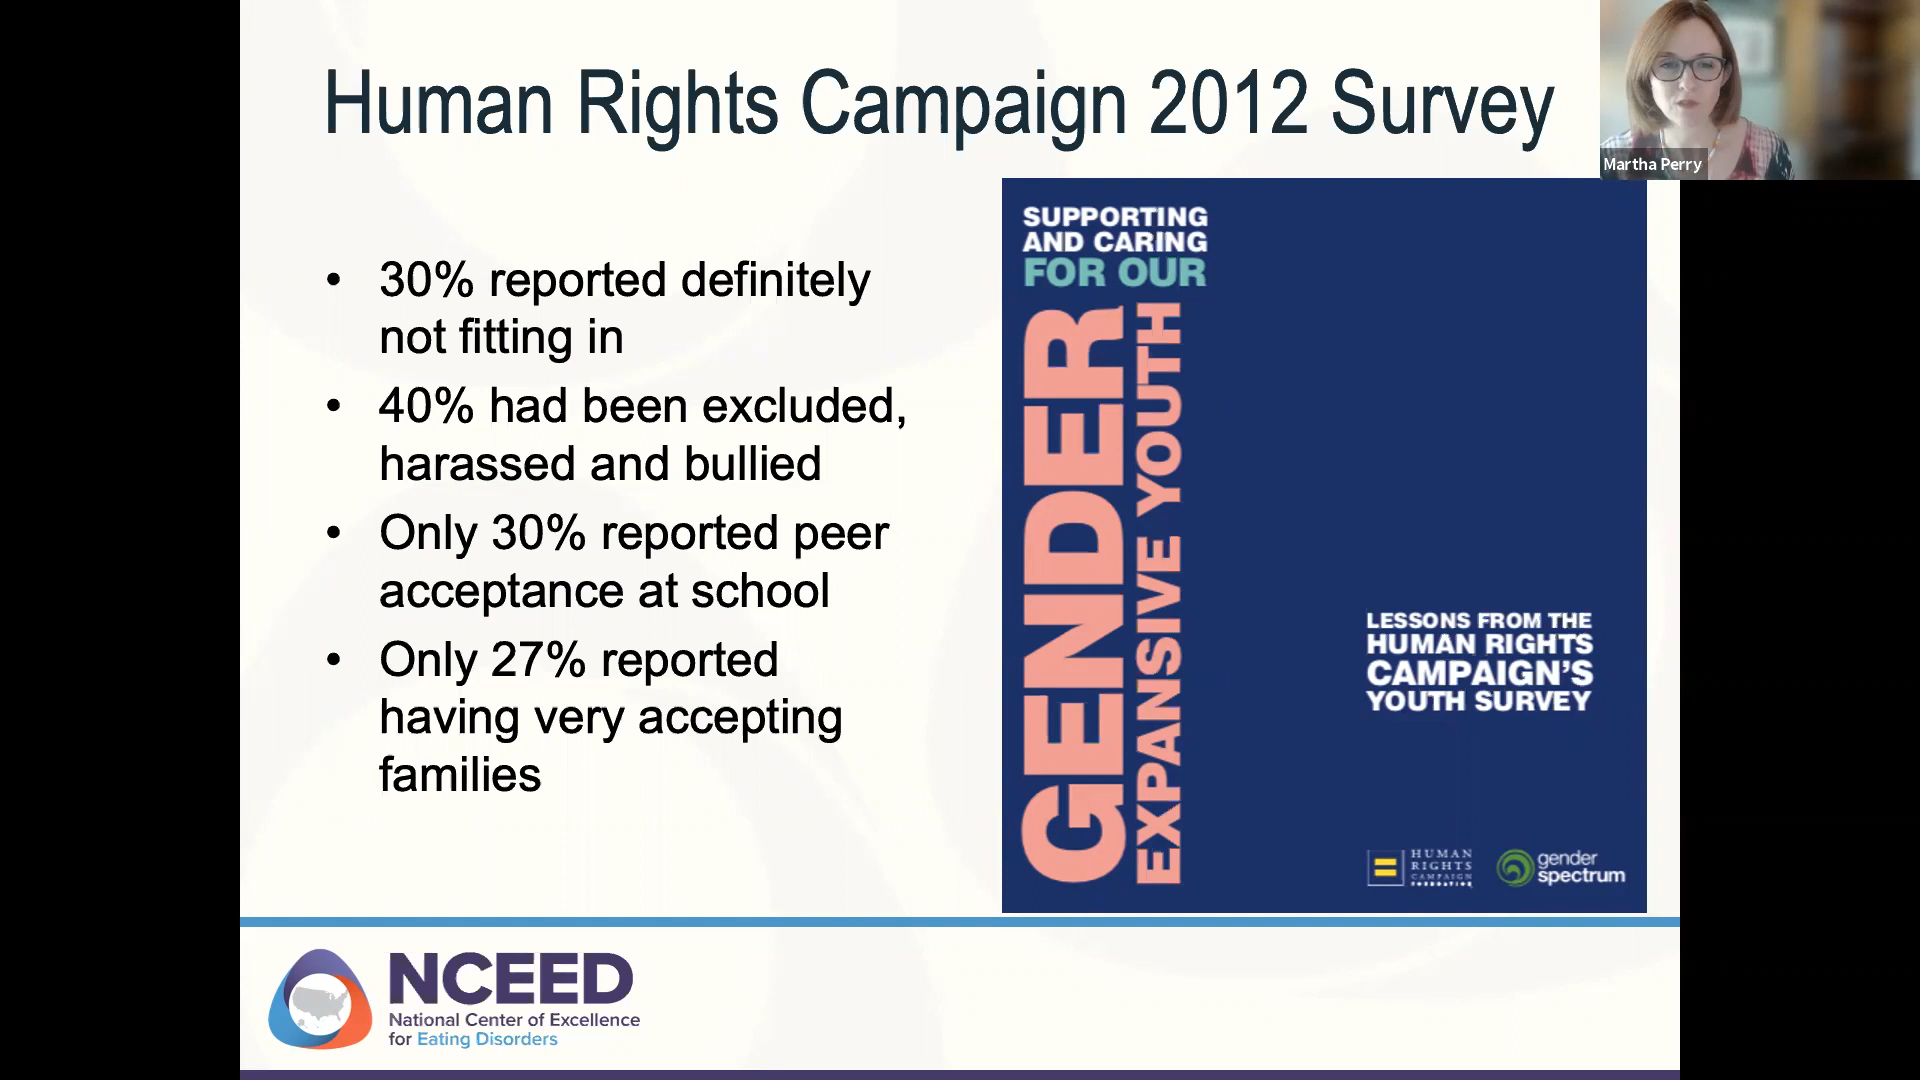 Human Rights Campaign 2012 Survey
Martha Perry
• 30% reported definitely
not fitting in
• 40% had been excluded,
harassed and bullied
• Only 30% reported peer
acceptance at school
• Only 27% reported
having very accepting
families
SUPPORTING
AND CARING
FOR OUR
GENDER
EXPANSIVE YOUTH
LESSONS FROM THE
HUMAN RIGHTS
CAMPAIGN'S
YOUTH SURVEY
HUMAN
RIGHTS
CAMPAIGN
FOUNDATION
gender
spectrum
NCEED
National Center of Excellence
for Eating Disorders